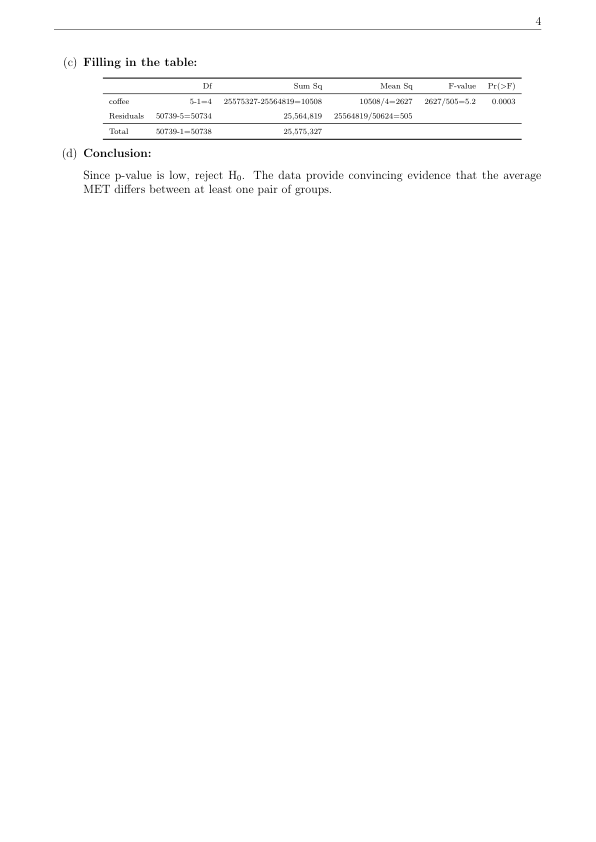 4
(c) Filling in the table:
Df Sum Sq Mean Sq F-value Pr(>F)
coffee 5-1=4 25575327-25564819=10508 10508/4=2627 2627/505=5.2 0.0003
Residuals 50739-5=50734 25,564,819 25564819/50624=505
Total 50739-1=50738 25,575,327
(d) Conclusion:
Since p-value is low, reject H₀. The data provide convincing evidence that the average
MET differs between at least one pair of groups.